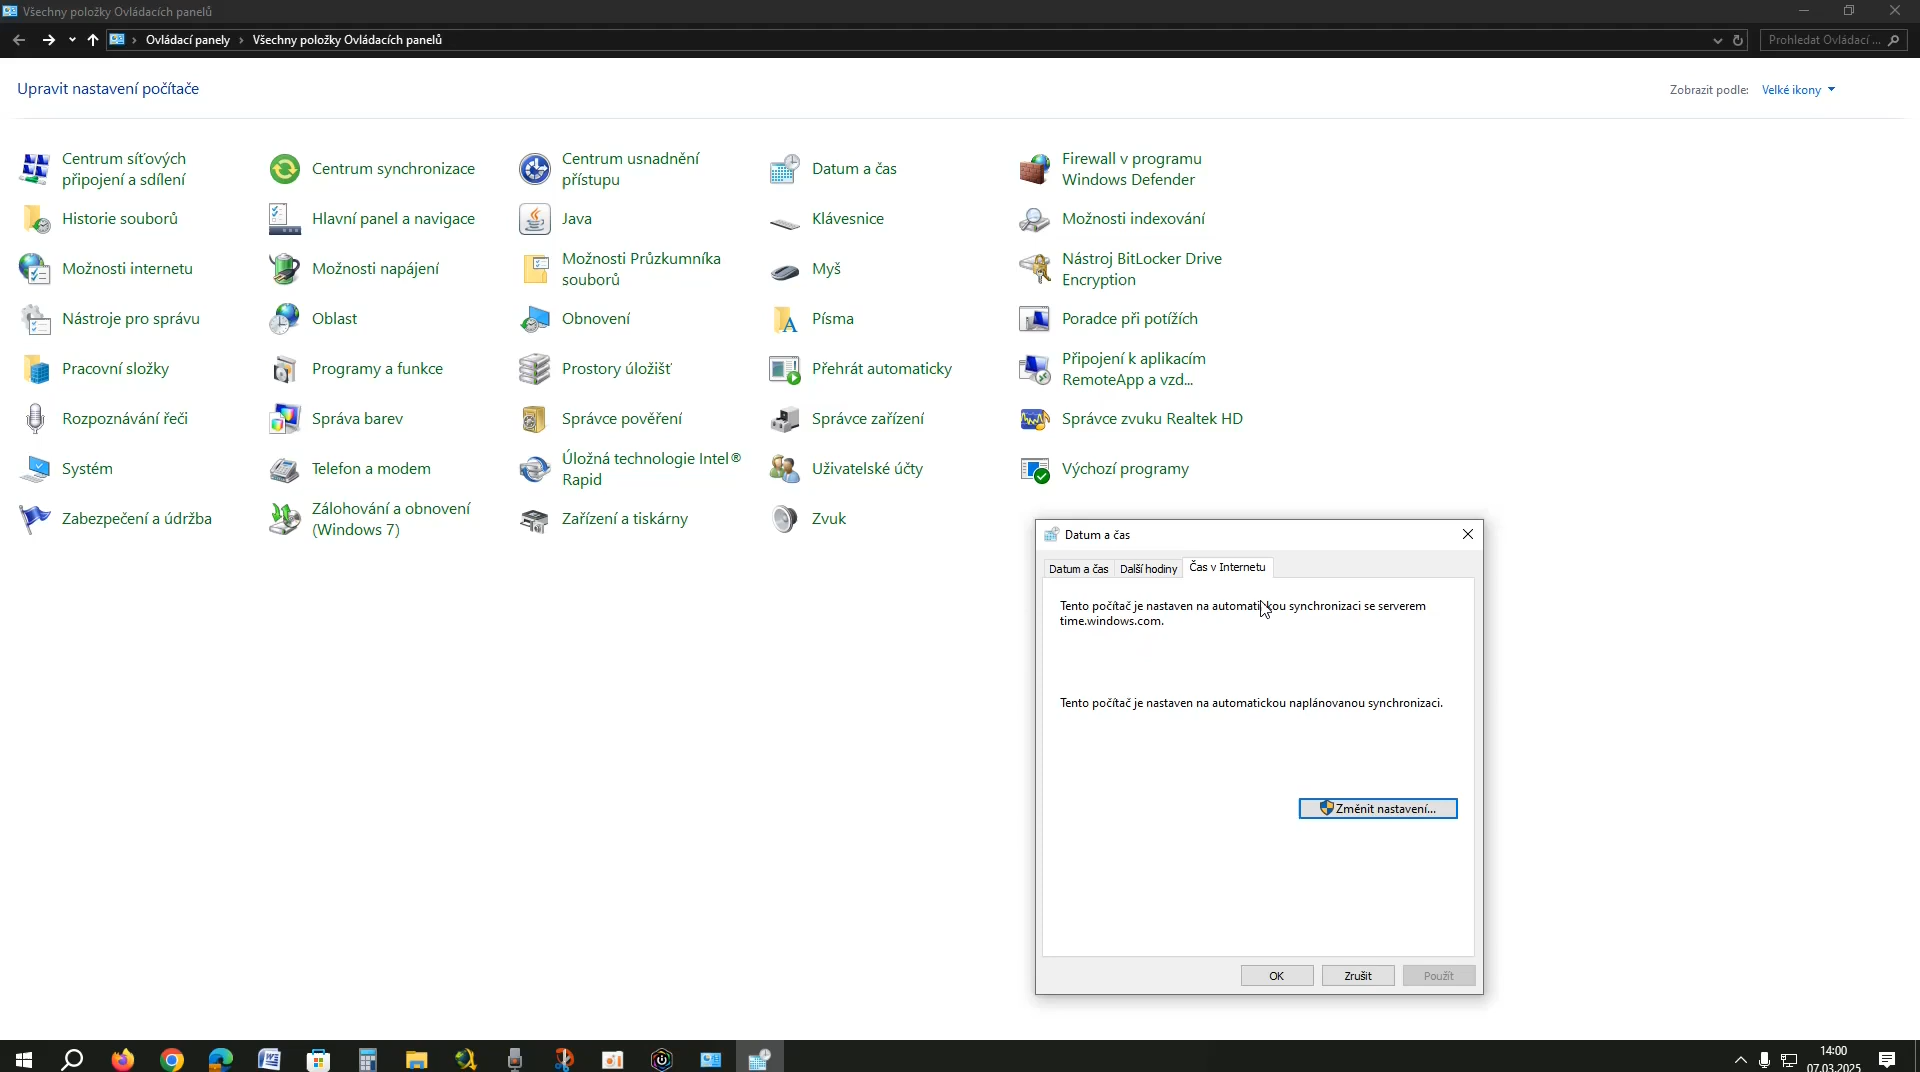 Všechny položky Ovládacích panelů
Ovládací panely
Všechny položky Ovládacích panelů
Prohledat Ovládací ...
Upravit nastavení počítače
Zobrazit podle:
Velké ikony
Centrum síťových
připojení a sdílení
Centrum synchronizace
Centrum usnadnění
přístupu
Datum a čas
Firewall v programu
Windows Defender
Historie souborů
Hlavní panel a navigace
Java
Klávesnice
Možnosti indexování
Možnosti internetu
Možnosti napájení
Možnosti Průzkumníka
souborů
Myš
Nástroj BitLocker Drive
Encryption
Nástroje pro správu
Oblast
Obnovení
Písma
Poradce při potížích
Pracovní složky
Programy a funkce
Prostory úložišť
Přehrát automaticky
Připojení k aplikacím
RemoteApp a vzd...
Rozpoznávání řeči
Správa barev
Správce pověření
Správce zařízení
Správce zvuku Realtek HD
Systém
Telefon a modem
Úložná technologie Intel®
Rapid
Uživatelské účty
Výchozí programy
Zabezpečení a údržba
Zálohování a obnovení
(Windows 7)
Zařízení a tiskárny
Zvuk
Datum a čas
Datum a čas
Další hodiny
Čas v Internetu
Tento počítač je nastaven na automatickou synchronizaci se serverem
time.windows.com.
Tento počítač je nastaven na automatickou naplánovanou synchronizaci.
Změnit nastavení...
OK
Zrušit
Použít
14:00
07.03.2025